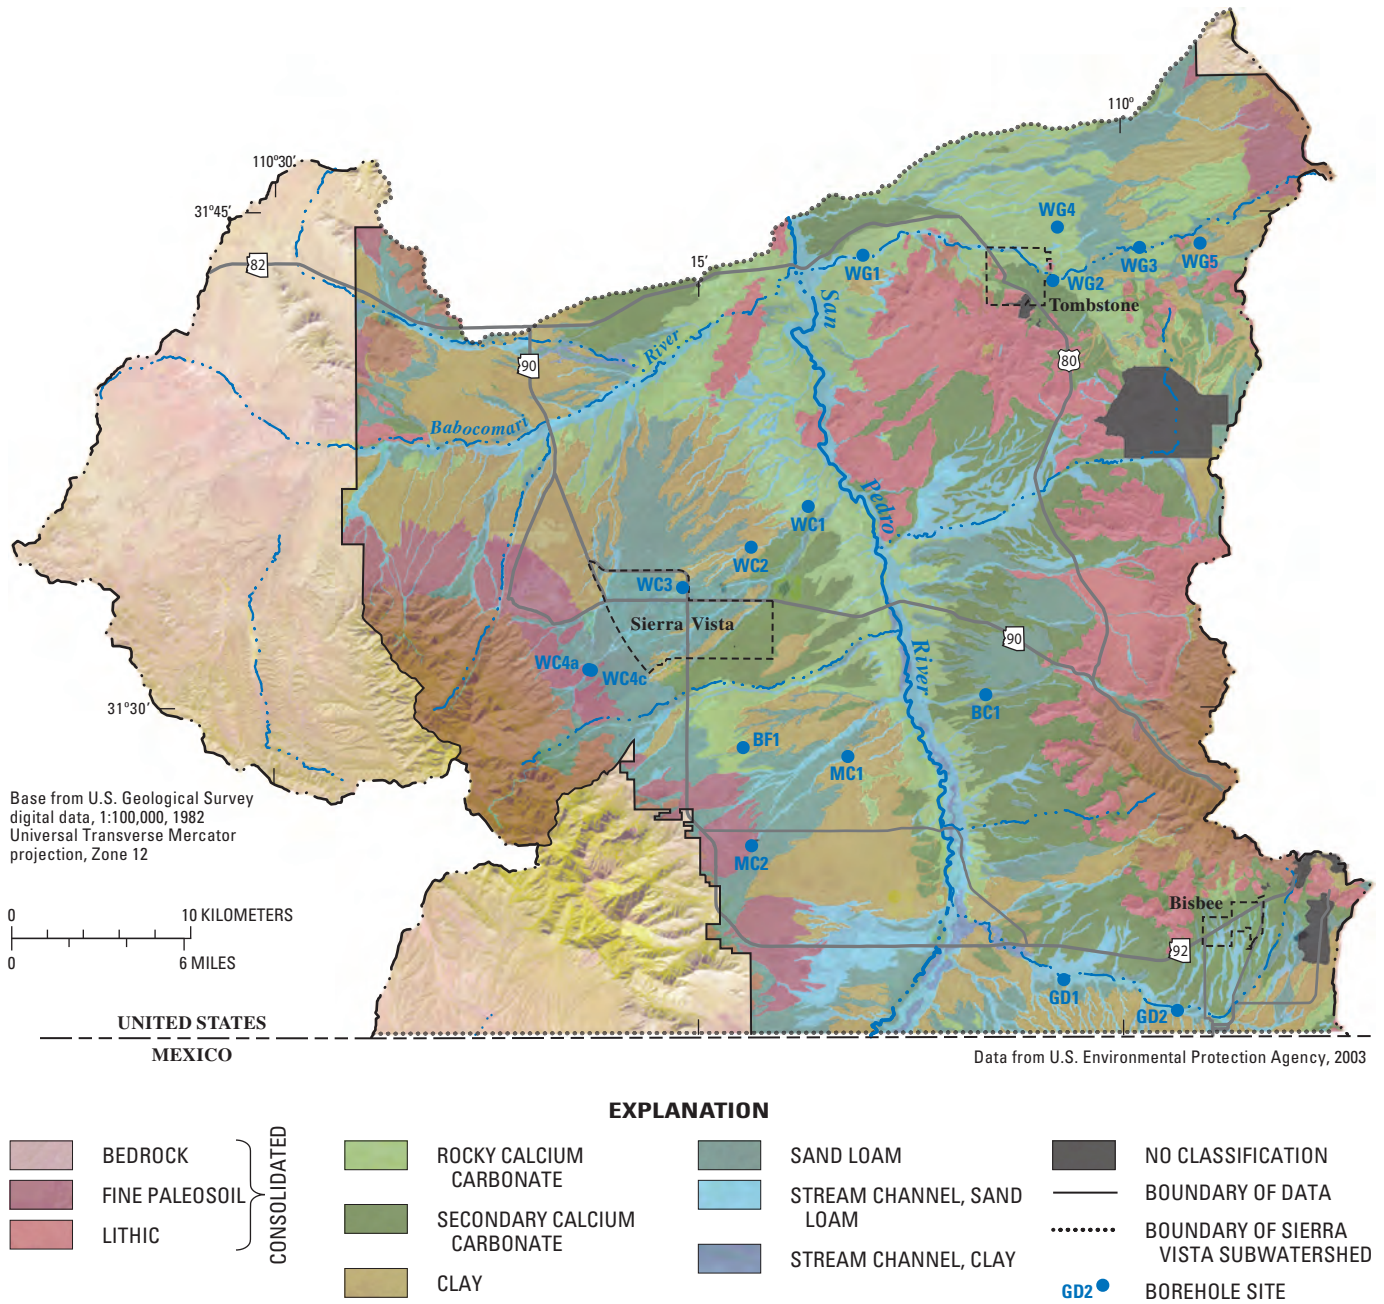 110°
110°30'
31°45'
WG4
82
15'
WG1
WG3
WG5
WG2
Tombstone
San
River
90
80
Babocomari
Pedro
WC1
WC2
WC3
Sierra Vista
90
River
WC4a
WC4c
31°30'
BC1
BF1
MC1
MC2
Base from U.S. Geological Survey
digital data, 1:100,000, 1982
Universal Transverse Mercator
projection, Zone 12
0 10 KILOMETERS
0 6 MILES
Bisbee
92
GD1
GD2
UNITED STATES
MEXICO
Data from U.S. Environmental Protection Agency, 2003
EXPLANATION
BEDROCK
FINE PALEOSOIL
LITHIC
CONSOLIDATED
ROCKY CALCIUM
CARBONATE
SECONDARY CALCIUM
CARBONATE
CLAY
SAND LOAM
STREAM CHANNEL, SAND
LOAM
STREAM CHANNEL, CLAY
NO CLASSIFICATION
BOUNDARY OF DATA
BOUNDARY OF SIERRA
VISTA SUBWATERSHED
GD2 BOREHOLE SITE